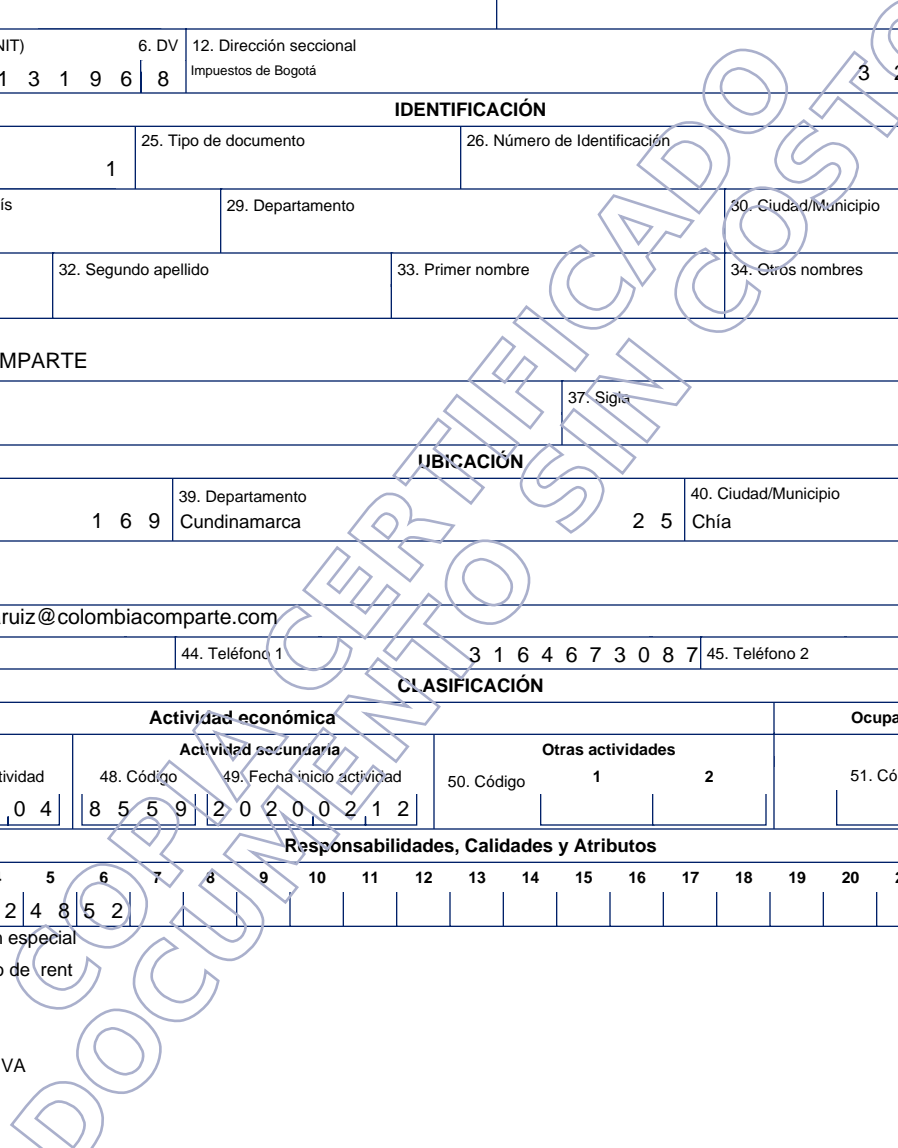 NIT) 6. DV 12. Dirección seccional
1 3 1 9 6 8 Impuestos de Bogotá 3 2
IDENTIFICACIÓN
25. Tipo de documento 26. Número de Identificación
1
ís 29. Departamento 30. Ciudad/Municipio
32. Segundo apellido 33. Primer nombre 34. Otros nombres
MPARTE
37. Sigla
UBICACIÓN
39. Departamento 40. Ciudad/Municipio
1 6 9 Cundinamarca 2 5 Chía
ruiz@colombiacomparte.com
44. Teléfono 1 3 1 6 4 6 7 3 0 8 7 45. Teléfono 2
CLASIFICACIÓN
Actividad económica Ocupa
Actividad secundaria Otras actividades
tividad 48. Código 49. Fecha inicio actividad 50. Código 1 2 51. Có
0 4 8 5 5 9 2 0 2 0 0 2 1 2
Responsabilidades, Calidades y Atributos
5 6 7 8 9 10 11 12 13 14 15 16 17 18 19 20 2
2 4 8 5 2
n especial
o de rent
VA
COPIA CERTIFICADO
DOCUMENTO SIN COSTO